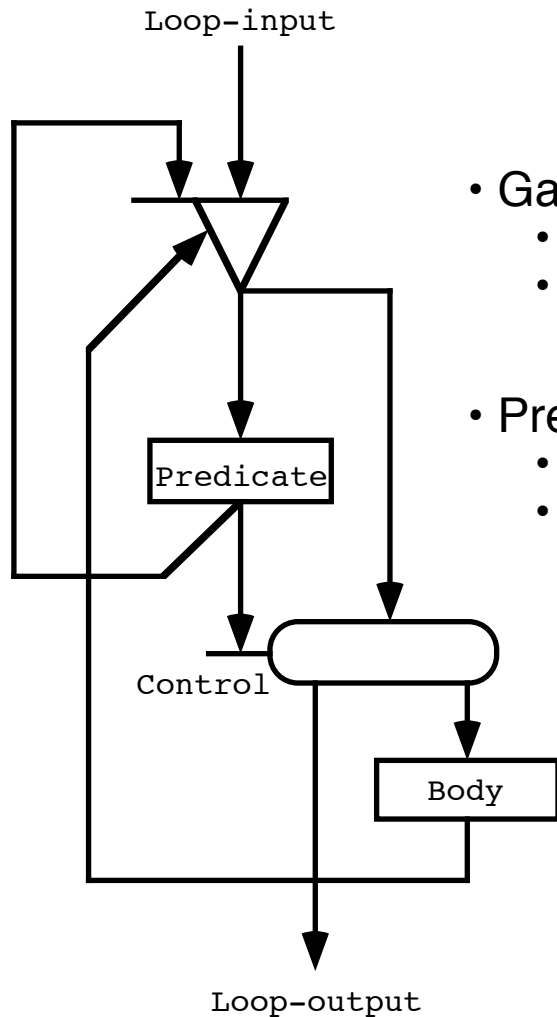 Loop-input
• Ga
•
•
• Pre
•
•
Predicate
Control
Body
Loop-output